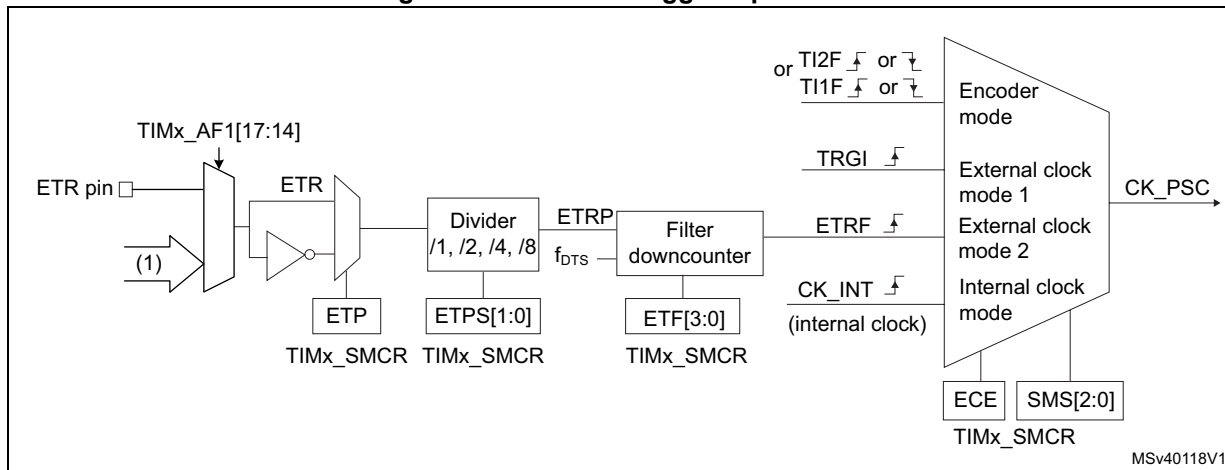 or TI2F or
TI1F or
Encoder
mode
TIMx_AF1[17:14]
TRGI
External clock
mode 1
CK_PSC
ETR pin
ETR
Divider
/1, /2, /4, /8
ETRP
fDTS
Filter
downcounter
ETRF
External clock
mode 2
(1)
CK_INT
(internal clock)
Internal clock
mode
ETP
TIMx_SMCR
ETPS[1:0]
TIMx_SMCR
ETF[3:0]
TIMx_SMCR
ECE
SMS[2:0]
TIMx_SMCR
MSv40118V1